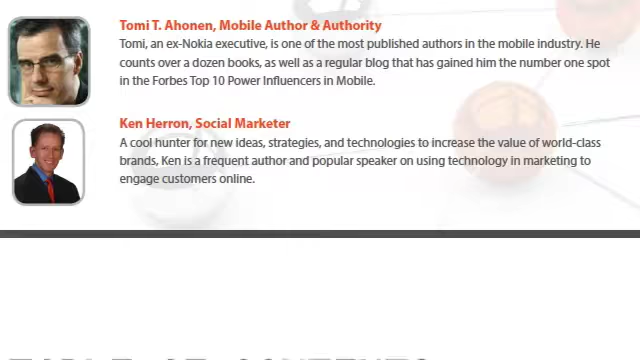 Tomi T. Ahonen, Mobile Author & Authority
Tomi, an ex-Nokia executive, is one of the most published authors in the mobile industry. He
counts over a dozen books, as well as a regular blog that has gained him the number one spot
in the Forbes Top 10 Power Influencers in Mobile.
Ken Herron, Social Marketer
A cool hunter for new ideas, strategies, and technologies to increase the value of world-class
brands, Ken is a frequent author and popular speaker on using technology in marketing to
engage customers online.
TABLE OF CONTENTS